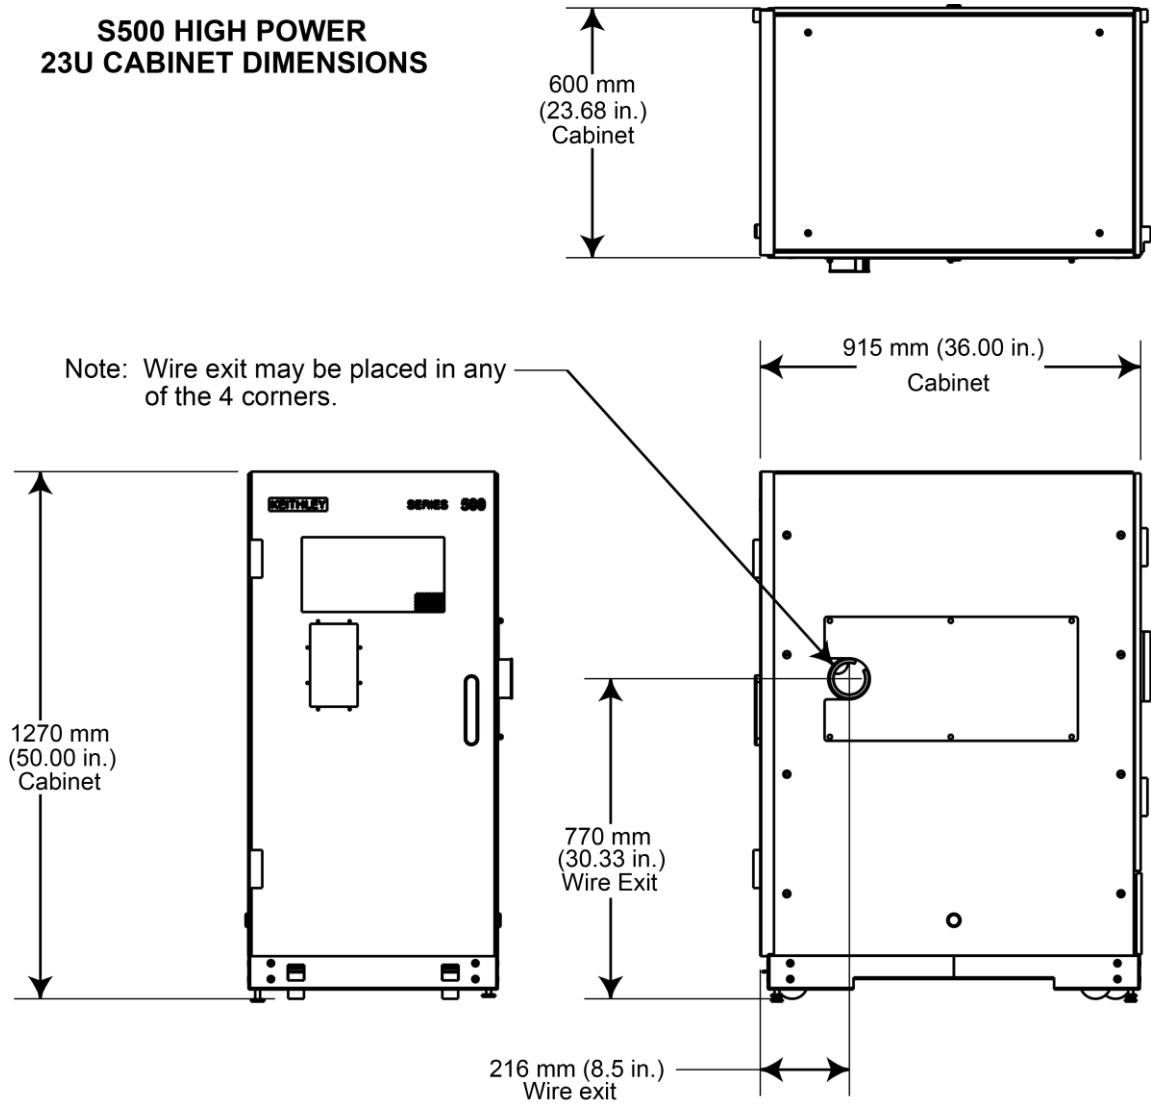 S500 HIGH POWER
23U CABINET DIMENSIONS
600 mm
(23.68 in.)
Cabinet
Note: Wire exit may be placed in any
of the 4 corners.
915 mm (36.00 in.)
Cabinet
KEITHLEY
SERIES 500
1270 mm
(50.00 in.)
Cabinet
770 mm
(30.33 in.)
Wire Exit
216 mm (8.5 in.)
Wire exit